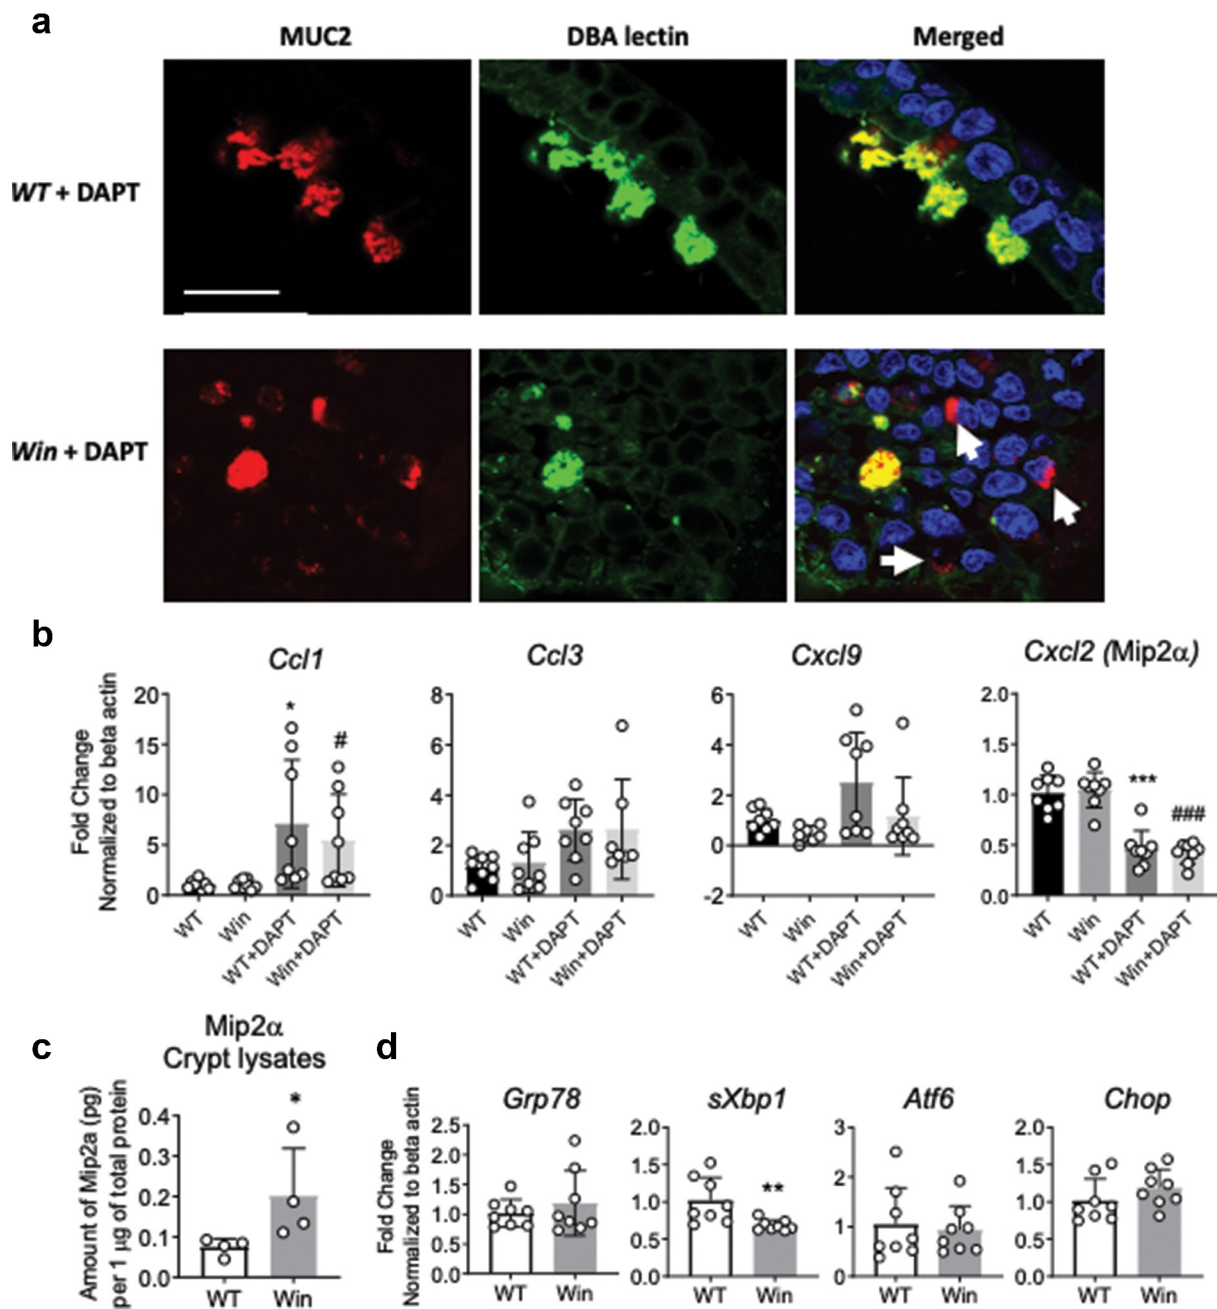 a
MUC2
DBA lectin
Merged
WT + DAPT
Win + DAPT
b
Ccl1
Ccl3
Cxcl9
Cxcl2 (Mip2α)
Fold Change
Normalized to beta actin
20
15
10
5
0
*
#
WT
Win
WT+DAPT
Win+DAPT
8
6
4
2
0
WT
Win
WT+DAPT
Win+DAPT
6
4
2
0
-2
WT
Win
WT+DAPT
Win+DAPT
2.0
1.5
1.0
0.5
0.0
***
###
WT
Win
WT+DAPT
Win+DAPT
c
Mip2α
Crypt lysates
Amount of Mip2a (pg)
per 1 μg of total protein
0.4
0.3
0.2
0.1
0.0
*
WT
Win
d
Grp78
sXbp1
Atf6
Chop
Fold Change
Normalized to beta actin
2.5
2.0
1.5
1.0
0.5
0.0
WT
Win
2.0
1.5
1.0
0.5
0.0
**
WT
Win
3
2
1
0
WT
Win
2.0
1.5
1.0
0.5
0.0
WT
Win